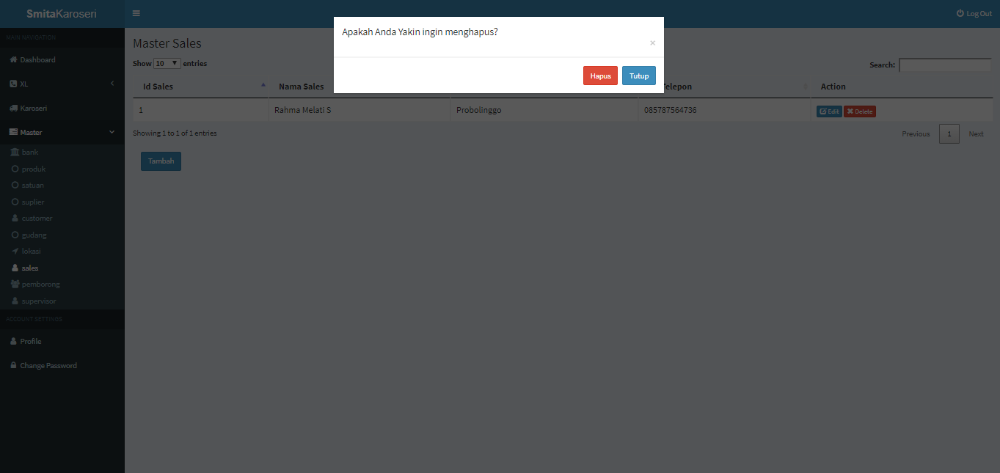 SmitaKaroseri
Log Out
MAIN NAVIGATION
Dashboard
XL
Karoseri
Master
bank
produk
satuan
suplier
customer
gudang
lokasi
sales
pemborong
supervisor
ACCOUNT SETTINGS
Profile
Change Password
Apakah Anda Yakin ingin menghapus?
×
Hapus Tutup
Master Sales
Show 10 entries
Search:
Id Sales Nama Sales Telepon Action
1 Rahma Melati S Probolinggo 085787564736 Edit Delete
Showing 1 to 1 of 1 entries
Previous 1 Next
Tambah